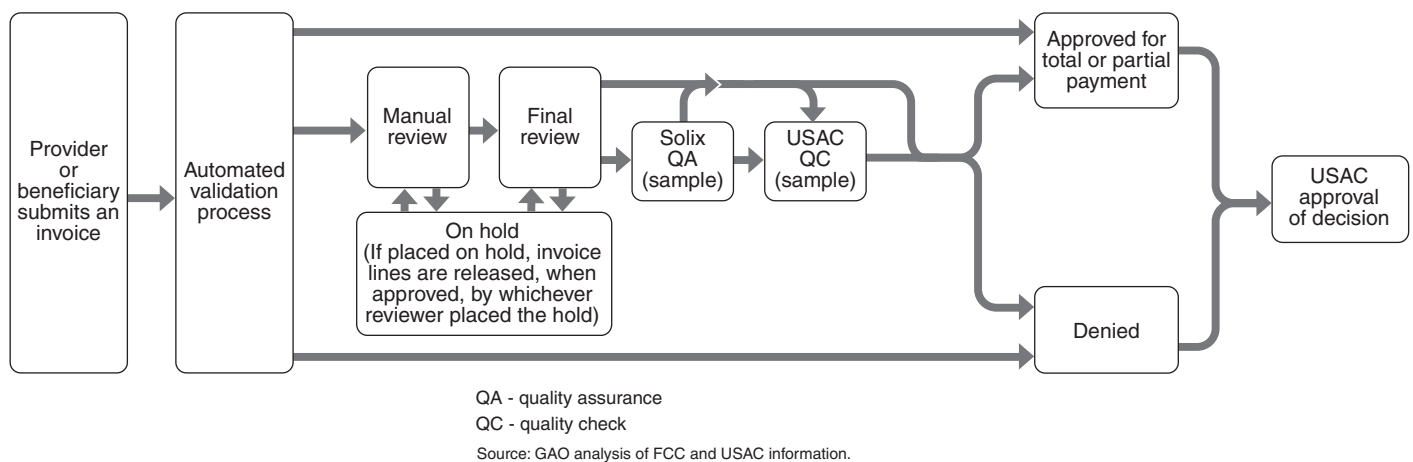 Provider
or
beneficiary
submits an
invoice
Automated
validation
process
Manual
review
Final
review
On hold
(If placed on hold, invoice
lines are released, when
approved, by whichever
reviewer placed the hold)
Solix
QA
(sample)
USAC
QC
(sample)
Approved for
total or partial
payment
Denied
USAC
approval
of decision
QA - quality assurance
QC - quality check
Source: GAO analysis of FCC and USAC information.